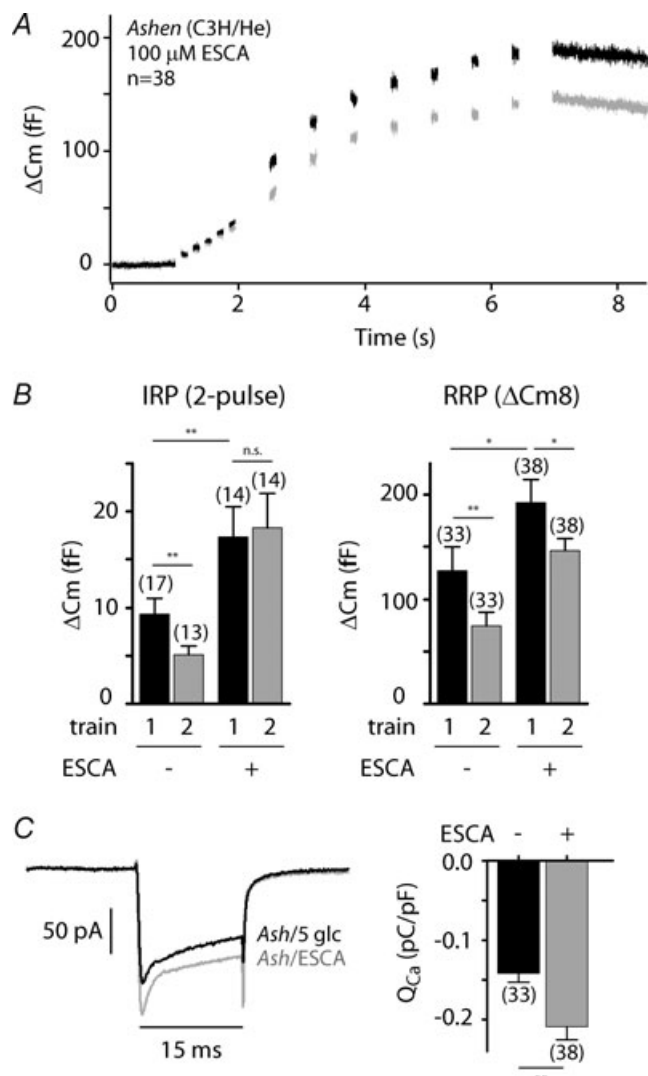 A
Ashen (C3H/He)
100 μM ESCA
n=38
ΔCm (fF)
200
100
0
0 2 4 6 8
Time (s)
B
IRP (2-pulse)
ΔCm (fF)
20
10
0
**
**
n.s.
(17)
(13)
(14)
(14)
train 1 2 1 2
ESCA - +
RRP (ΔCm8)
ΔCm (fF)
200
100
0
*
*
**
(33)
(33)
(38)
(38)
train 1 2 1 2
ESCA - +
C
50 pA
Ash/5 glc
Ash/ESCA
15 ms
ESCA - +
QCa (pC/pF)
0.0
-0.1
-0.2
(33)
(38)